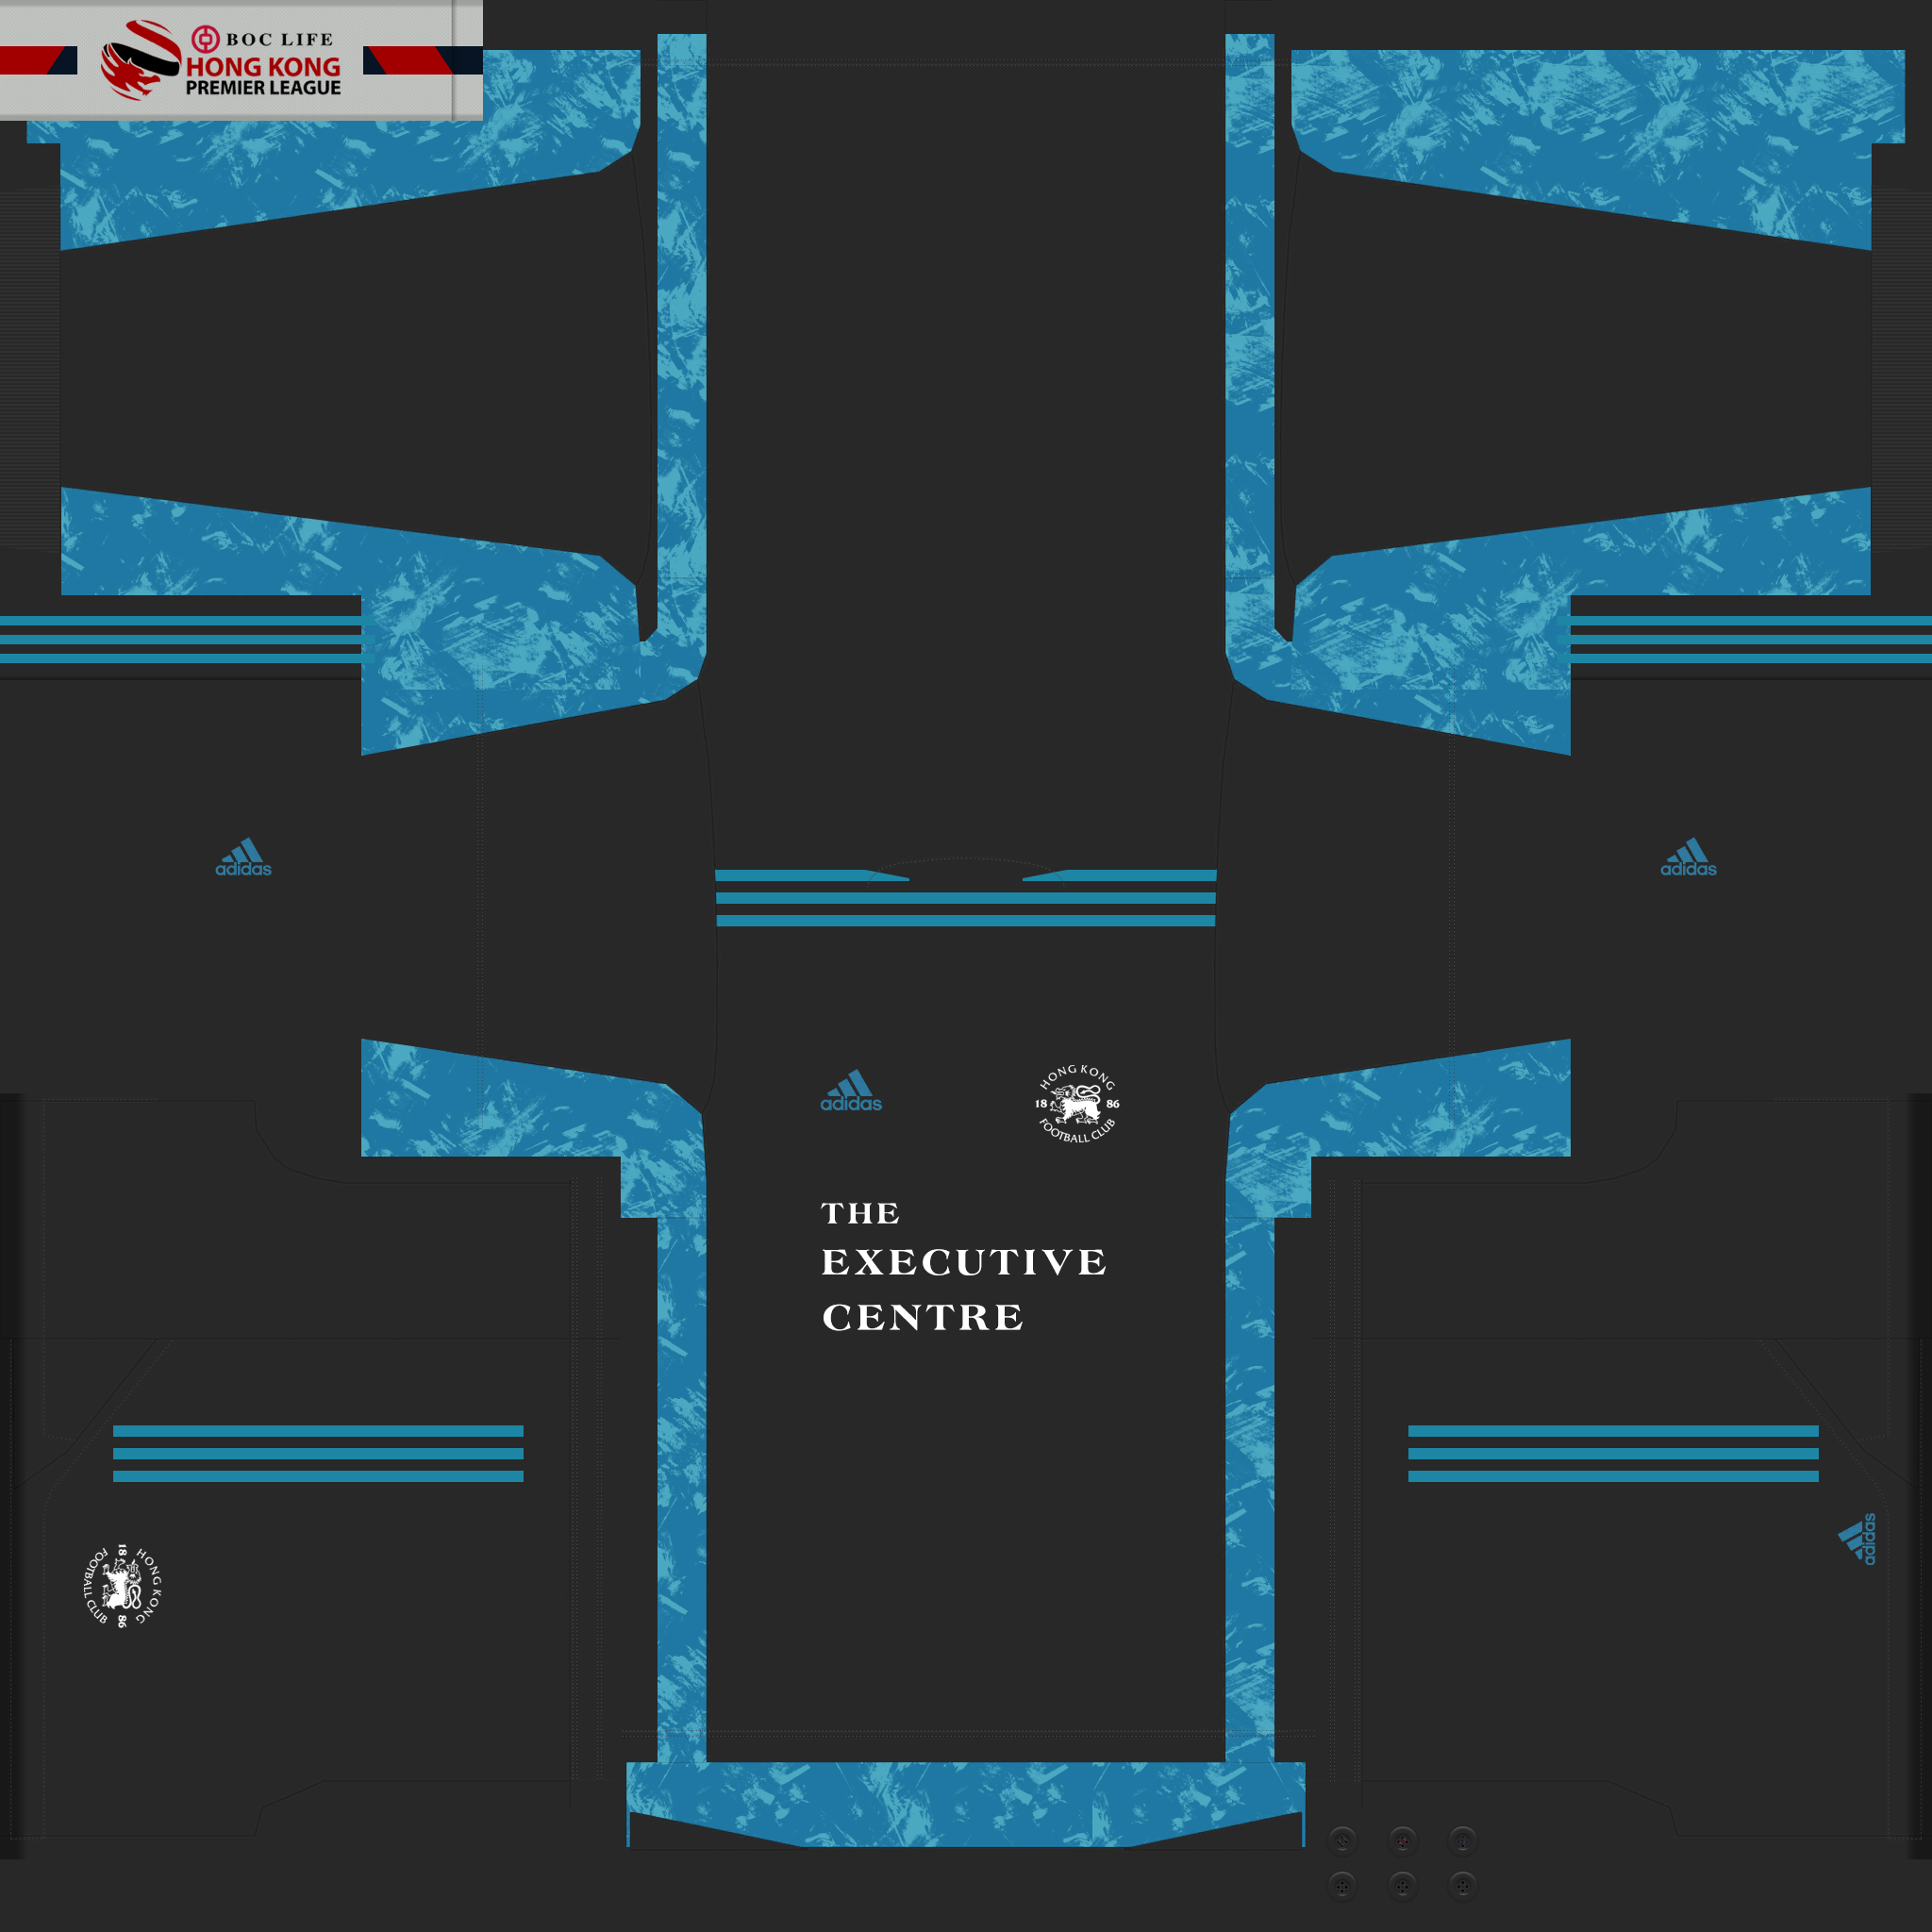 BOC LIFE
HONG KONG
PREMIER LEAGUE
adidas
adidas
adidas
HONG KONG
18 86
FOOTBALL CLUB
THE
EXECUTIVE
CENTRE
adidas
HONG KONG
18 86
FOOTBALL CLUB